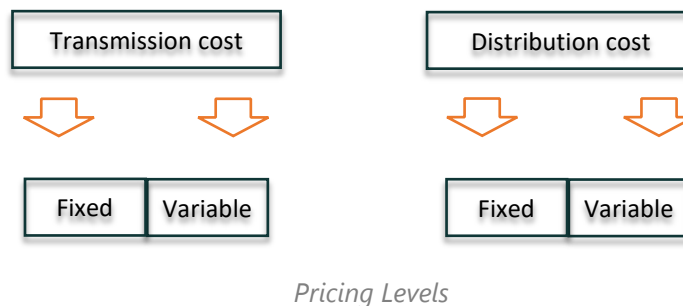 Transmission cost
Distribution cost
Fixed
Variable
Fixed
Variable
Pricing Levels